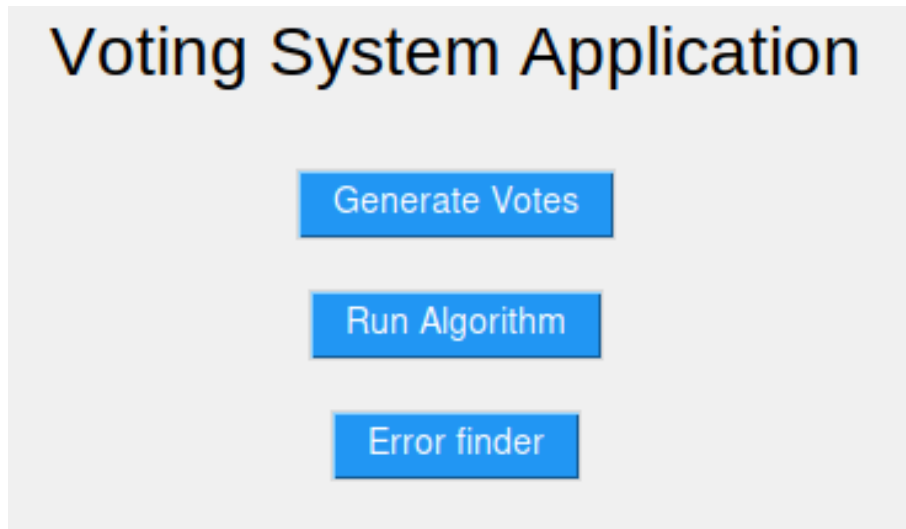 Voting System Application
Generate Votes
Run Algorithm
Error finder